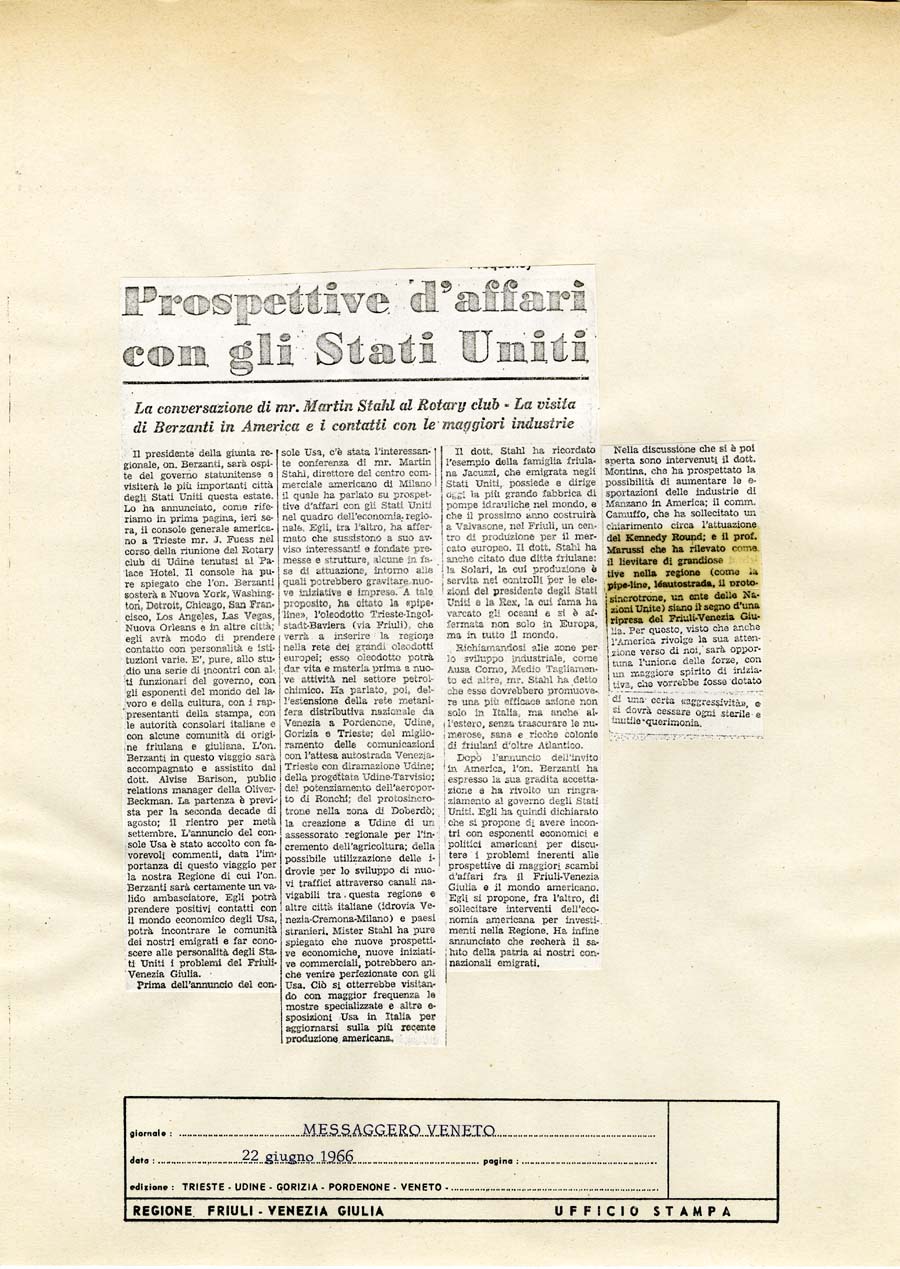 Prospettive d'affari
con gli Stati Uniti
La conversazione di mr. Martin Stahl al Rotary club - La visita
di Berzanti in America e i contatti con le maggiori industrie
Il presidente della giunta re-
gionale, on. Berzanti, sarà ospi-
te del governo statunitense e
visiterà le più importanti città
degli Stati Uniti questa estate.
Lo ha annunciato, come rife-
riamo in prima pagina, ieri se-
ra, il console generale america-
no a Trieste mr. J. Fuess nel
corso della riunione del Rotary
club di Udine tenutasi al Pa-
lace Hotel. Il console ha pu-
re spiegato che l'on. Berzanti
sosterà a Nuova York, Washing-
ton, Detroit, Chicago, San Fran-
cisco, Los Angeles, Las Vegas,
Nuova Orleans e in altre città;
egli avrà modo di prendere
contatto con personalità e isti-
tuzioni varie. E', pure, allo stu-
dio una serie di incontri con al-
ti funzionari del governo, con
gli esponenti del mondo del la-
voro e della cultura, con i rap-
presentanti della stampa, con
le autorità consolari italiane e
con alcune comunità di origi-
ne friulana e giuliana. L'on.
Berzanti in questo viaggio sarà
accompagnato e assistito dal
dott. Alvise Barison, public
relations manager della Oliver-
Beckman. La partenza è previ-
sta per la seconda decade di
agosto; il rientro per metà
settembre. L'annuncio del con-
sole Usa è stato accolto con fa-
vorevoli commenti, data l'im-
portanza di questo viaggio per
la nostra Regione di cui l'on.
Berzanti sarà certamente un va-
lido ambasciatore. Egli potrà
prendere positivi contatti con
il mondo economico degli Usa,
potrà incontrare le comunità
dei nostri emigrati e far cono-
scere alle personalità degli Sta-
ti Uniti i problemi del Friuli-
Venezia Giulia.
Prima dell'annuncio del con-
sole Usa, c'è stata l'interessan-
te conferenza di mr. Martin
Stahl, direttore del centro com-
merciale americano di Milano
il quale ha parlato su prospet-
tive d'affari con gli Stati Uniti
nel quadro dell'economia regio-
nale. Egli, tra l'altro, ha affer-
mato che sussistono a suo av-
viso interessanti e fondate pre-
messe e strutture, alcune in fa-
se di attuazione, intorno alle
quali potrebbero gravitare nuo-
ve iniziative e imprese. A tale
proposito, ha citato la «pipe-
line», l'oleodotto Trieste-Ingol-
stadt-Baviera (via Friuli), che
verrà a inserire la regione
nella rete dei grandi oleodotti
europei; esso oleodotto potrà
dar vita e materia prima a nuo-
ve attività nel settore petrol-
chimico. Ha parlato, poi, del-
l'estensione della rete metani-
fera distributiva nazionale da
Venezia a Pordenone, Udine,
Gorizia e Trieste; del miglio-
ramento delle comunicazioni
con l'attesa autostrada Venezia-
Trieste con diramazione Udine;
della progettata Udine-Tarvisio;
del potenziamento dell'aeropor-
to di Ronchi; del protosincro-
trone nella zona di Doberdò;
la creazione a Udine di un
assessorato regionale per l'in-
cremento dell'agricoltura; della
possibile utilizzazione delle i-
drovie per lo sviluppo di nuo-
vi traffici attraverso canali na-
vigabili tra questa regione e
altre città italiane (idrovia Ve-
nezia-Cremona-Milano) e paesi
stranieri. Mister Stahl ha pure
spiegato che nuove prospetti-
ve economiche, nuove iniziati-
ve commerciali, potrebbero an-
che venire perfezionate con gli
Usa. Ciò si otterrebbe visitan-
do con maggior frequenza le
mostre specializzate e altre e-
sposizioni Usa in Italia per
aggiornarsi sulla più recente
produzione americana.
Il dott. Stahl ha ricordato
l'esempio della famiglia friula-
na Jacuzzi, che emigrata negli
Stati Uniti, possiede e dirige
oggi la più grande fabbrica di
pompe idrauliche nel mondo, e
che il prossimo anno costruirà
a Valvasone, nel Friuli, un cen-
tro di produzione per il mer-
cato europeo. Il dott. Stahl ha
anche citato due ditte friulane:
la Solari, la cui produzione è
servita nei controlli per le ele-
zioni del presidente degli Stati
Uniti e la Rex, la cui fama ha
varcato gli oceani e si è af-
fermata non solo in Europa,
ma in tutto il mondo.
Richiamandosi alle zone per
lo sviluppo industriale, come
Ausa Corno, Medio Tagliamen-
to ed altre, mr. Stahl ha detto
che esse dovrebbero promuove-
re una più efficace azione non
solo in Italia, ma anche al-
l'estero, senza trascurare le nu-
merose, sane e ricche colonie
di friulani d'oltre Atlantico.
Dopo l'annuncio dell'invito
in America, l'on. Berzanti ha
espresso la sua gradita accetta-
zione e ha rivolto un ringra-
ziamento al governo degli Stati
Uniti. Egli ha quindi dichiarato
che si propone di avere incon-
tri con esponenti economici e
politici americani per discu-
tere i problemi inerenti alle
prospettive di maggiori scambi
d'affari fra il Friuli-Venezia
Giulia e il mondo americano.
Egli si propone, fra l'altro, di
sollecitare interventi dell'eco-
nomia americana per investi-
menti nella Regione. Ha infine
annunciato che recherà il sa-
luto della patria ai nostri con-
nazionali emigrati.
Nella discussione che si è poi
aperta sono intervenuti il dott.
Montina, che ha prospettato la
possibilità di aumentare le e-
sportazioni delle industrie di
Manzano in America; il comm.
Camuffo, che ha sollecitato un
chiarimento circa l'attuazione
del Kennedy Round; e il prof.
Marussi che ha rilevato come
il lievitare di grandiose
tive nella regione (come la
pipe-line, léautostrada, il proto-
sincrotrone, un ente delle Na-
zioni Unite) siano il segno d'una
ripresa del Friuli-Venezia Giu-
lia. Per questo, visto che anche
l'America rivolge la sua atten-
zione verso di noi, sarà oppor-
tuna l'unione delle forze, con
un maggiore spirito di inizia-
tiva, che vorrebbe fosse dotato
di una certa «aggressività», e
si dovrà cessare ogni sterile e
inutile querimonia.
giornale : MESSAGGERO VENETO
data : 22 giugno 1966 pagina :
edizione : TRIESTE - UDINE - GORIZIA - PORDENONE - VENETO -
REGIONE FRIULI - VENEZIA GIULIA UFFICIO STAMPA